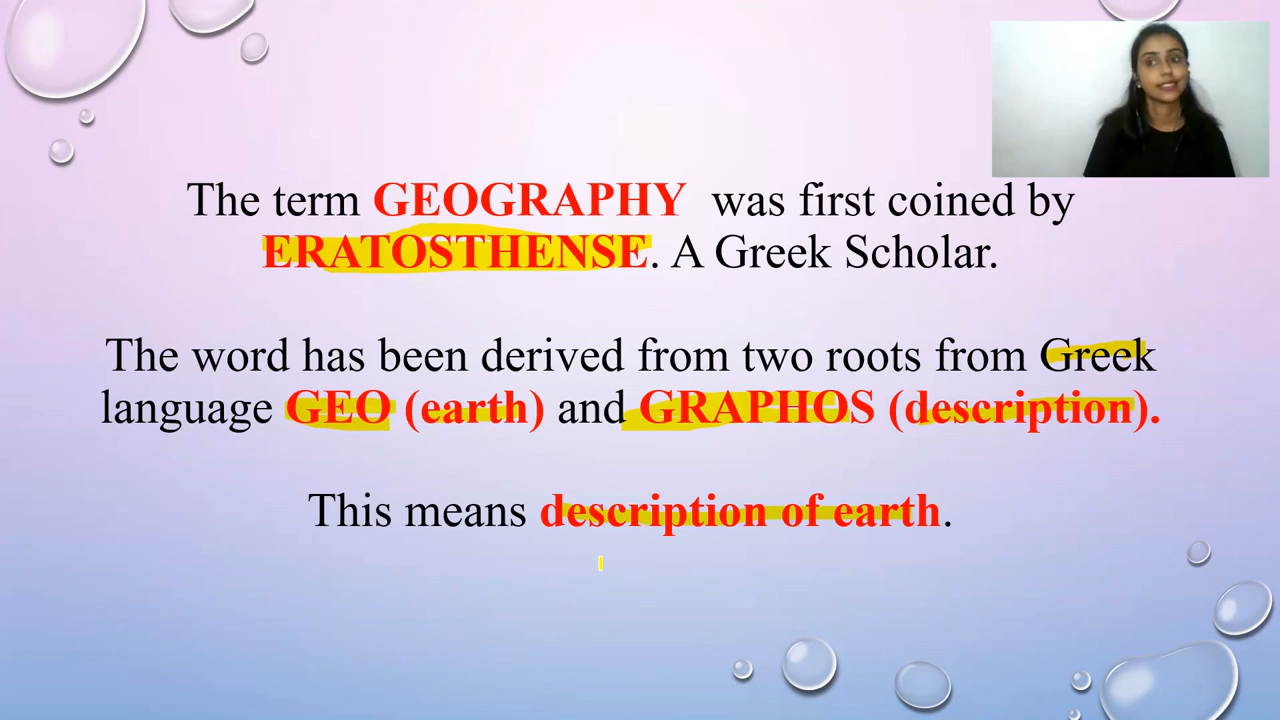 The term GEOGRAPHY was first coined by
ERATOSTHENSE. A Greek Scholar.
The word has been derived from two roots from Greek
language GEO (earth) and GRAPHOS (description).
This means description of earth.